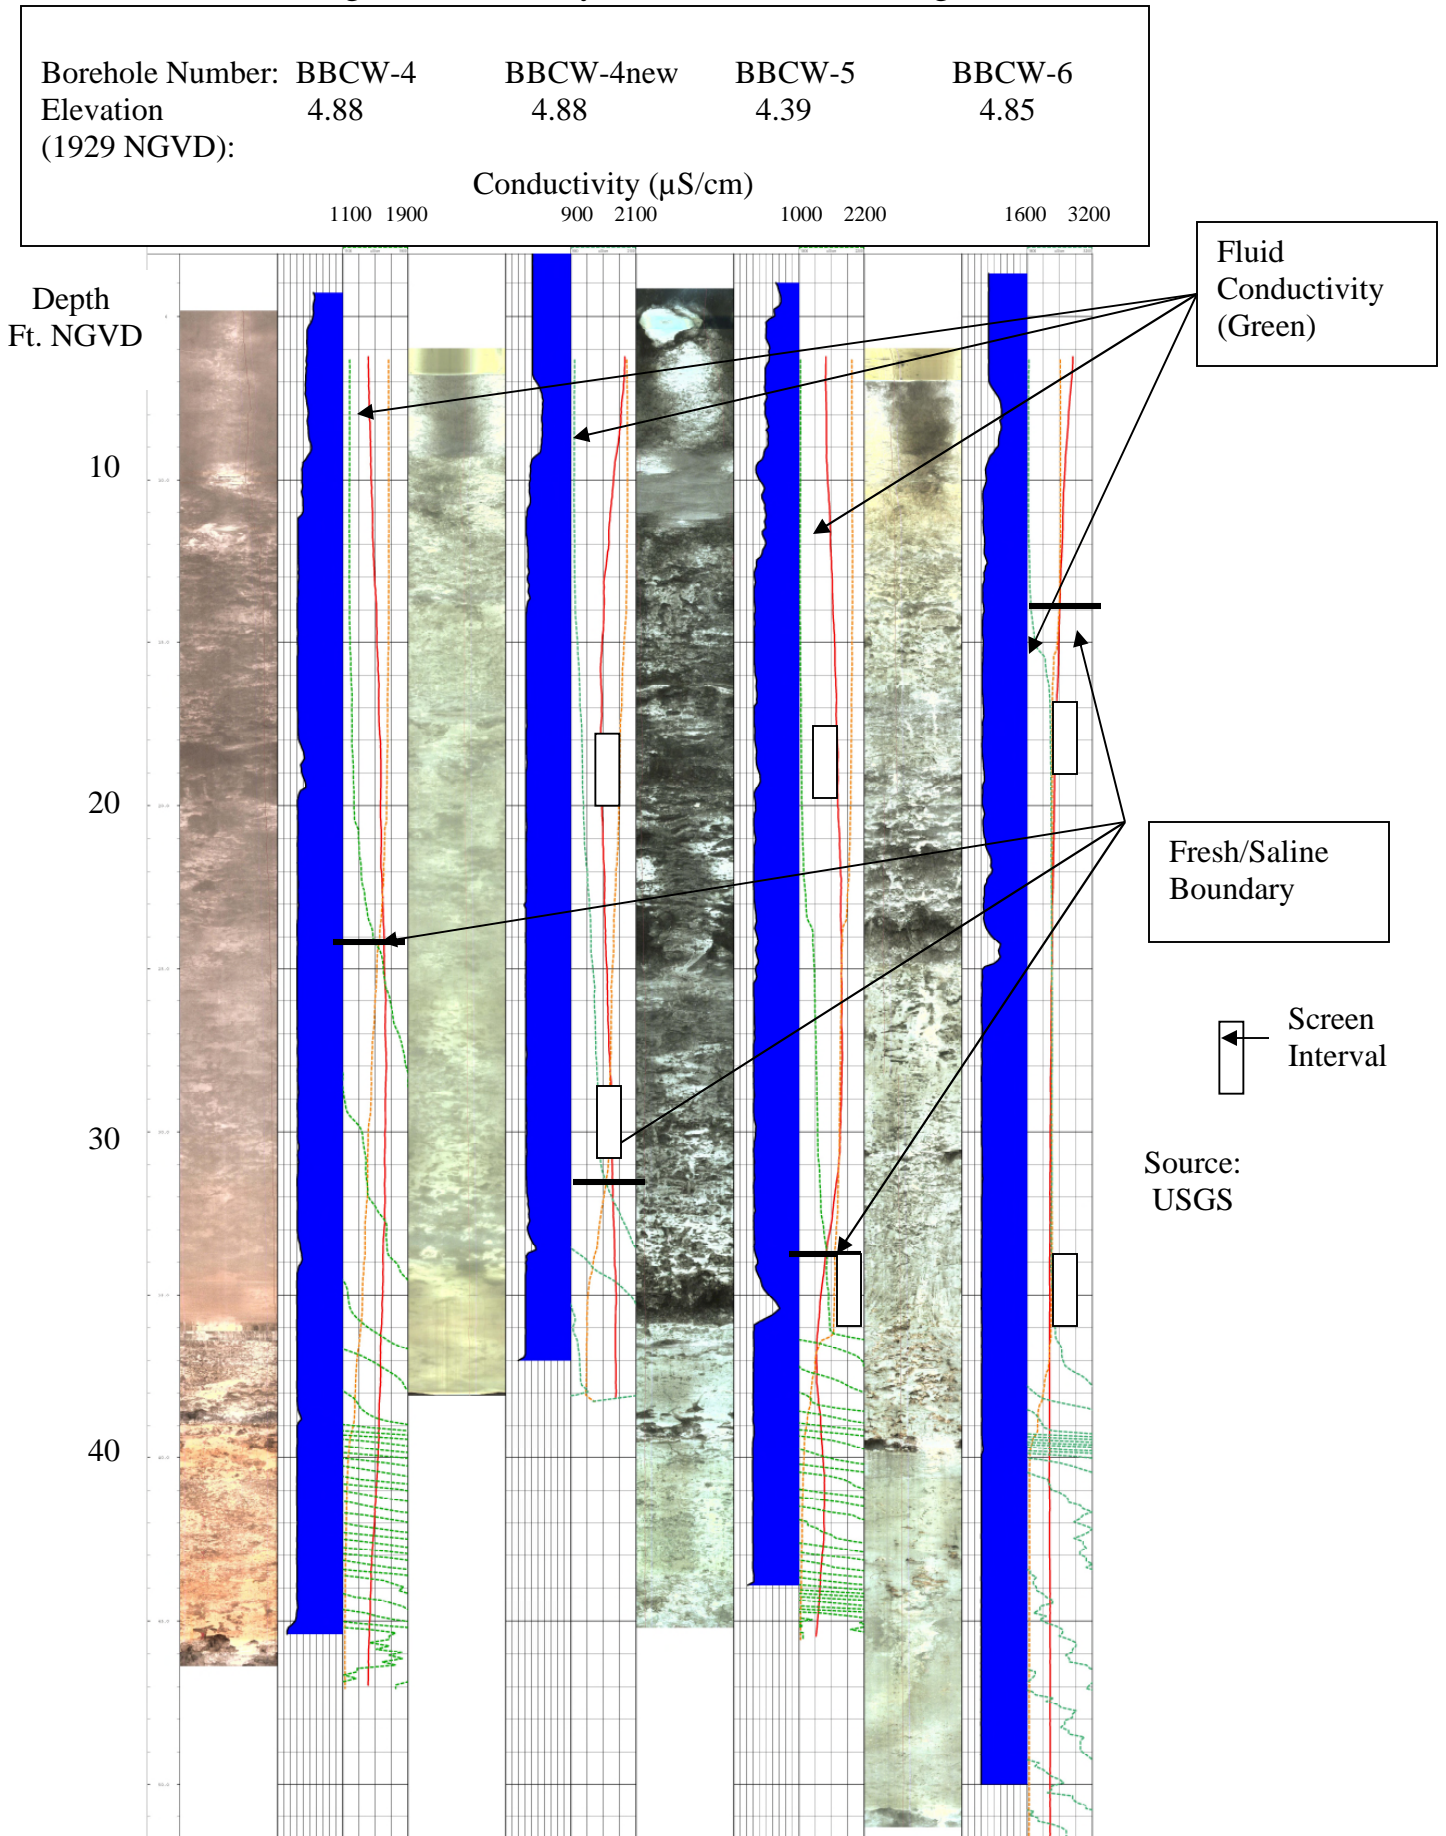 Borehole Number: BBCW-4 BBCW-4new BBCW-5 BBCW-6
Elevation 4.88 4.88 4.39 4.85
(1929 NGVD):
Conductivity (µS/cm)
1100 1900 900 2100 1000 2200 1600 3200
Fluid
Conductivity
(Green)
Depth
Ft. NGVD
10
20
Fresh/Saline
Boundary
Screen
Interval
30
Source:
USGS
40